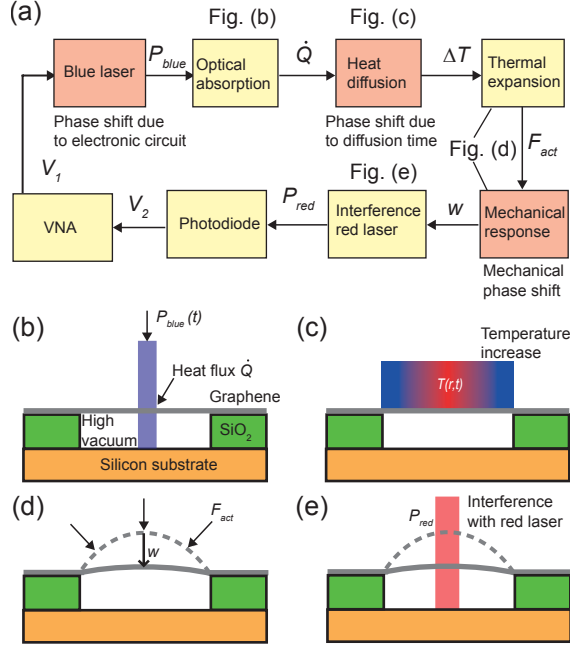 (a)
Fig. (b)
Fig. (c)
Blue laser
P_blue
Optical
absorption
Q̇
Heat
diffusion
ΔT
Thermal
expansion
Phase shift due
to electronic circuit
Phase shift due
to diffusion time
Fig. (d)
F_act
V_1
Fig. (e)
VNA
V_2
Photodiode
P_red
Interference
red laser
w
Mechanical
response
Mechanical
phase shift
(b)
P_blue(t)
Heat flux Q̇
Graphene
High
vacuum
SiO₂
Silicon substrate
(c)
Temperature
increase
T(r,t)
(d)
F_act
w
(e)
P_red
Interference
with red laser